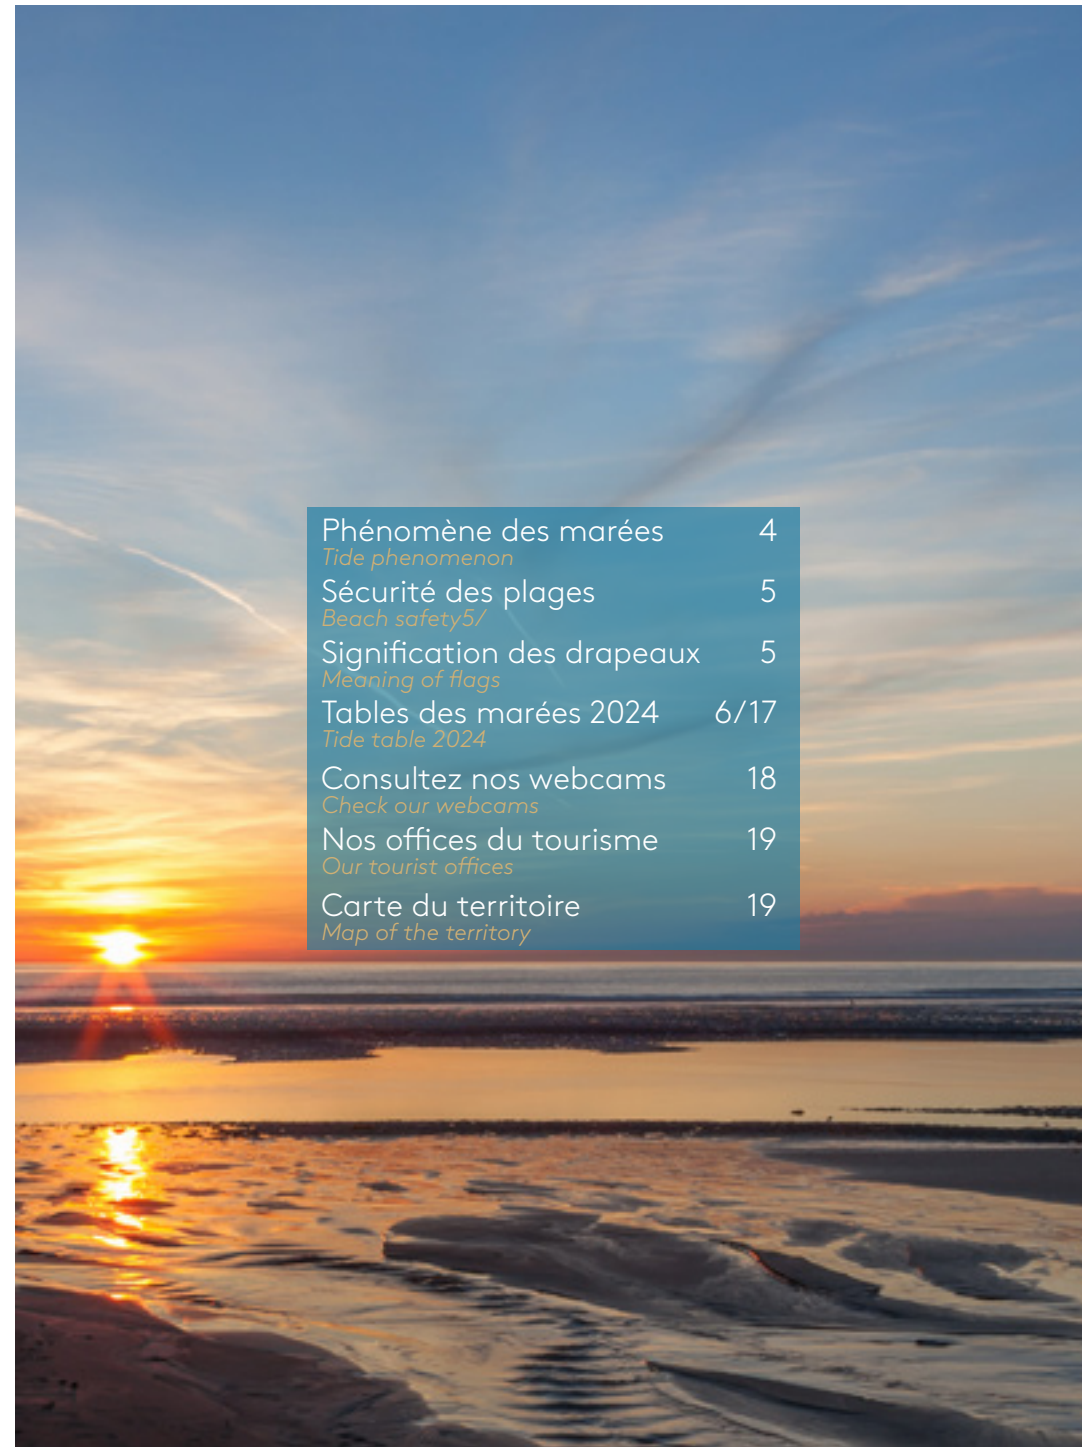 Phénomène des marées 4
Tide phenomenon
Sécurité des plages 5
Beach safety5/
Signification des drapeaux 5
Meaning of flags
Tables des marées 2024 6/17
Tide table 2024
Consultez nos webcams 18
Check our webcams
Nos offices du tourisme 19
Our tourist offices
Carte du territoire 19
Map of the territory